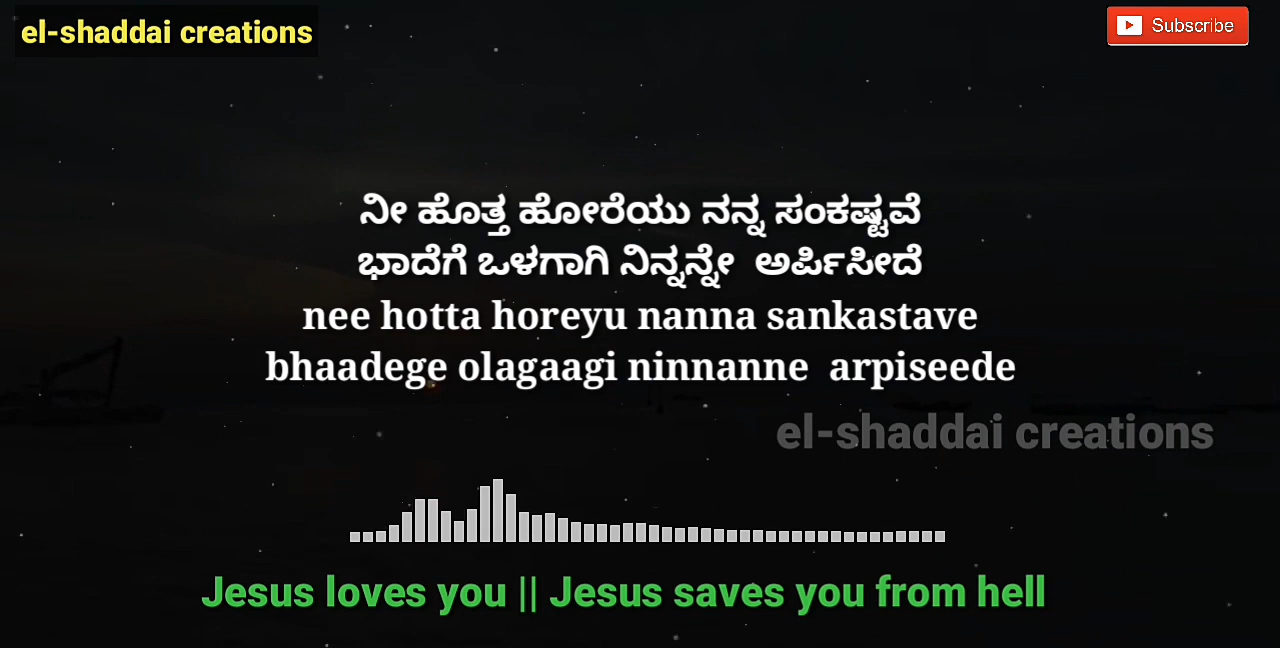 el-shaddai creations
Subscribe
ನೀ ಹೊತ್ತ ಹೋರೆಯು ನನ್ನ ಸಂಕಷ್ಟವೆ
ಭಾದೆಗೆ ಒಳಗಾಗಿ ನಿನ್ನನ್ನೇ ಅರ್ಪಿಸೀದೆ
nee hotta horeyu nanna sankastave
bhaadege olagaagi ninnanne arpiseede
el-shaddai creations
Jesus loves you || Jesus saves you from hell